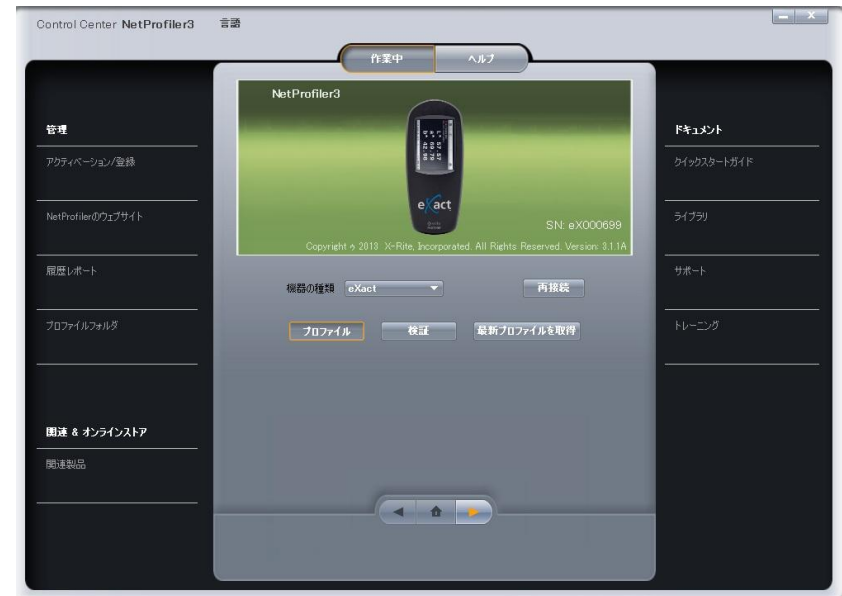 Control Center NetProfiler3 言語
作業中 ヘルプ
NetProfiler3
L* 57.57
a* 69.79
b* 42.98
eXact
SN: eX000699
Copyright © 2013 X-Rite, Incorporated. All Rights Reserved. Version: 3.1.1A
機器の種類 eXact 再接続
プロファイル 検証 最新プロファイルを取得
管理
アクティベーション/登録
NetProfilerのウェブサイト
履歴レポート
プロファイルフォルダ
関連 & オンラインストア
関連製品
ドキュメント
クイックスタートガイド
ライブラリ
サポート
トレーニング